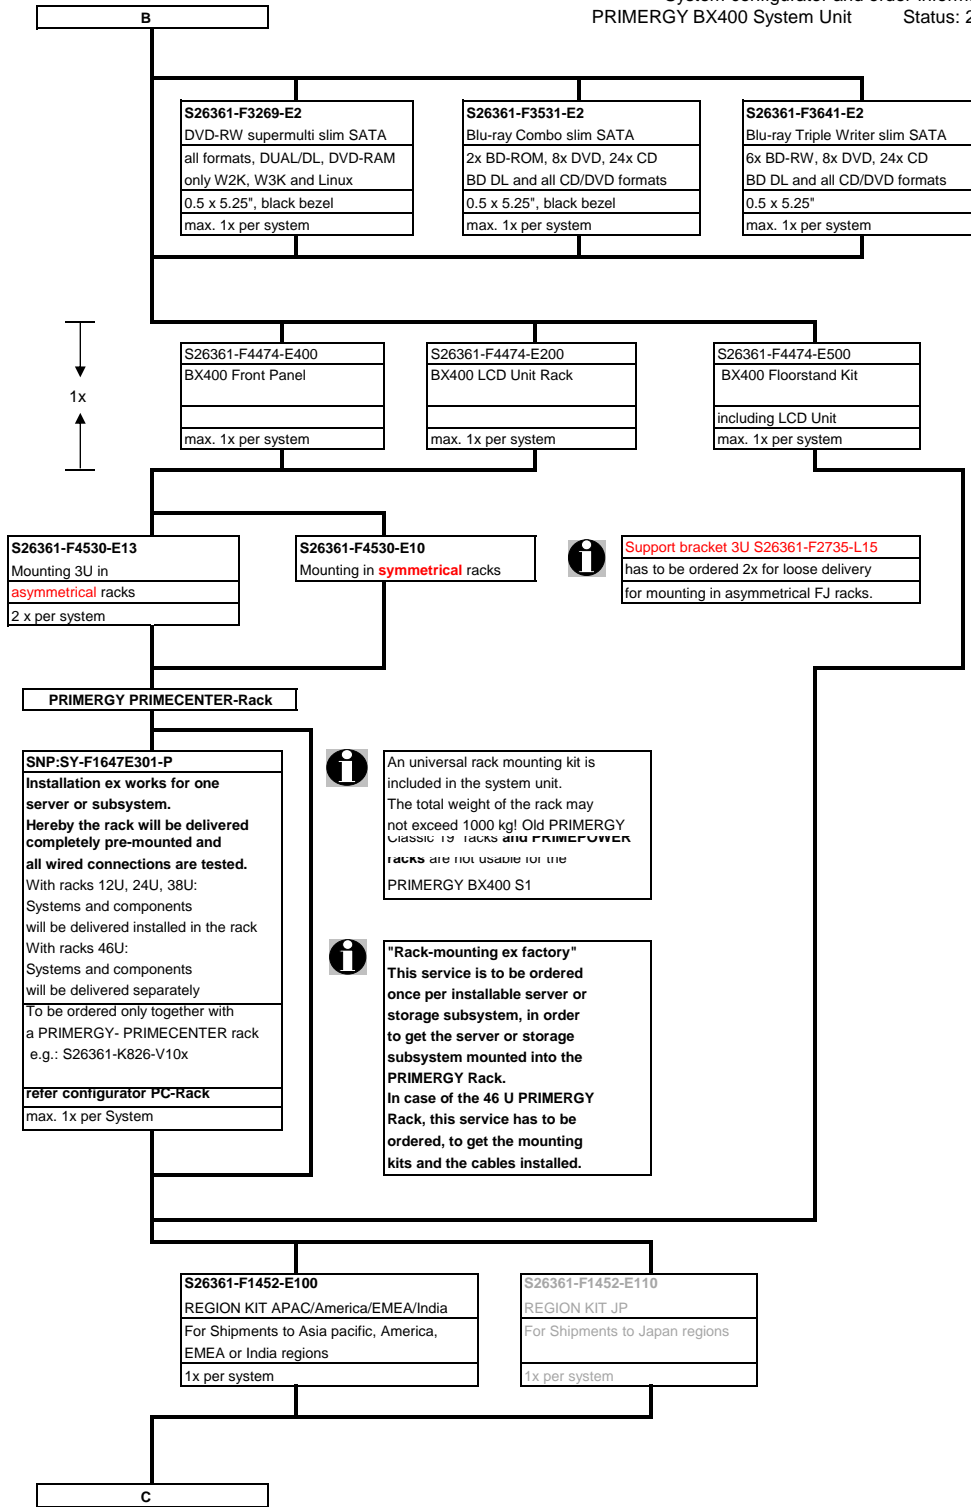 B
PRIMERGY BX400 System Unit Status: 2
S26361-F3269-E2
DVD-RW supermulti slim SATA
all formats, DUAL/DL, DVD-RAM
only W2K, W3K and Linux
0.5 x 5.25", black bezel
max. 1x per system
S26361-F3531-E2
Blu-ray Combo slim SATA
2x BD-ROM, 8x DVD, 24x CD
BD DL and all CD/DVD formats
0.5 x 5.25", black bezel
max. 1x per system
S26361-F3641-E2
Blu-ray Triple Writer slim SATA
6x BD-RW, 8x DVD, 24x CD
BD DL and all CD/DVD formats
0.5 x 5.25"
max. 1x per system
1x
S26361-F4474-E400
BX400 Front Panel
max. 1x per system
S26361-F4474-E200
BX400 LCD Unit Rack
max. 1x per system
S26361-F4474-E500
BX400 Floorstand Kit
including LCD Unit
max. 1x per system
S26361-F4530-E13
Mounting 3U in
asymmetrical racks
2 x per system
S26361-F4530-E10
Mounting in symmetrical racks
Support bracket 3U S26361-F2735-L15
has to be ordered 2x for loose delivery
for mounting in asymmetrical FJ racks.
PRIMERGY PRIMECENTER-Rack
SNP:SY-F1647E301-P
Installation ex works for one
server or subsystem.
Hereby the rack will be delivered
completely pre-mounted and
all wired connections are tested.
With racks 12U, 24U, 38U:
Systems and components
will be delivered installed in the rack
With racks 46U:
Systems and components
will be delivered separately
To be ordered only together with
a PRIMERGY- PRIMECENTER rack
e.g.: S26361-K826-V10x
refer configurator PC-Rack
max. 1x per System
An universal rack mounting kit is
included in the system unit.
The total weight of the rack may
not exceed 1000 kg! Old PRIMERGY
Classic 19" racks and PRIMEPOWER
racks are not usable for the
PRIMERGY BX400 S1
"Rack-mounting ex factory"
This service is to be ordered
once per installable server or
storage subsystem, in order
to get the server or storage
subsystem mounted into the
PRIMERGY Rack.
In case of the 46 U PRIMERGY
Rack, this service has to be
ordered, to get the mounting
kits and the cables installed.
S26361-F1452-E100
REGION KIT APAC/America/EMEA/India
For Shipments to Asia pacific, America,
EMEA or India regions
1x per system
S26361-F1452-E110
REGION KIT JP
For Shipments to Japan regions
1x per system
C